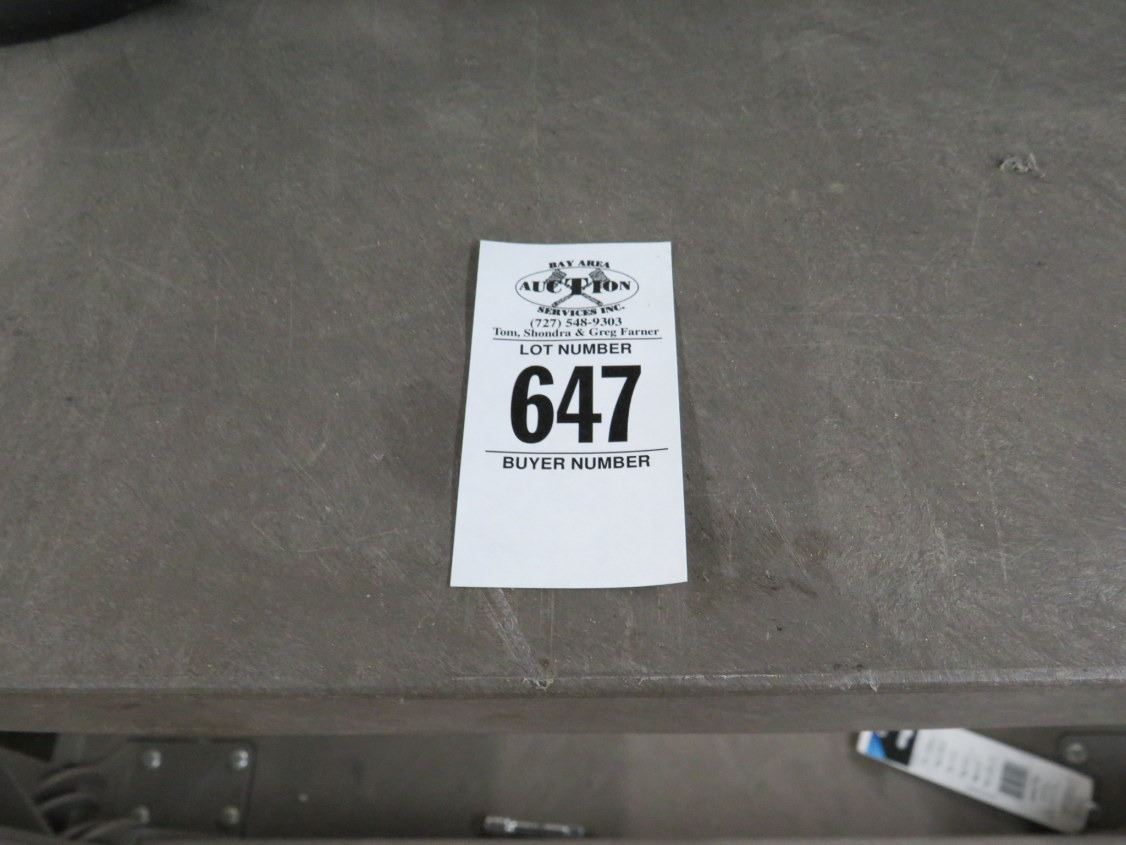 BAY AREA
AUCTION
SERVICES INC.
(727) 548-9303
Tom, Shondra & Greg Farner
LOT NUMBER
647
BUYER NUMBER